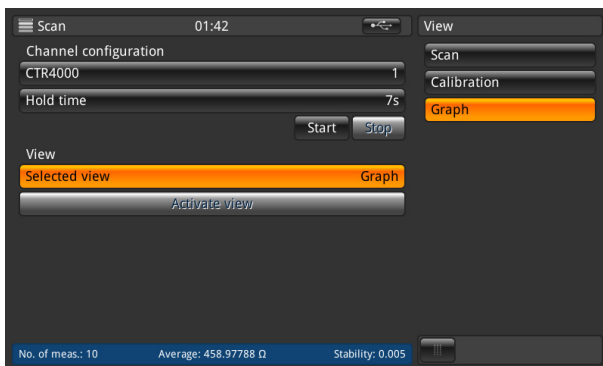 Scan 01:42
Channel configuration
CTR4000 1
Hold time 7s
Start Stop
View
Selected view Graph
Activate view
No. of meas.: 10 Average: 458.97788 Ω Stability: 0.005
View
Scan
Calibration
Graph